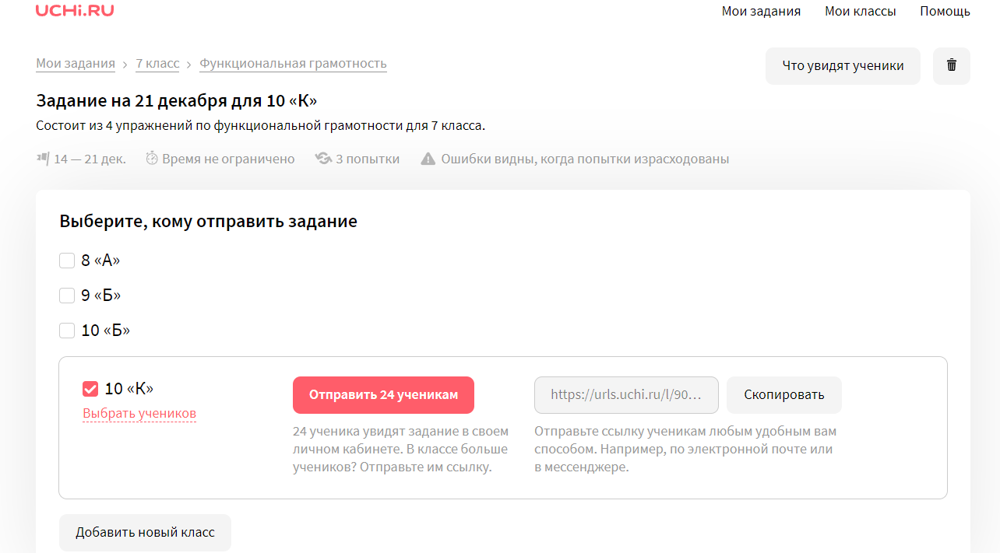 UCHi.RU
Мои задания Мои классы Помощь
Мои задания › 7 класс › Функциональная грамотность
Что увидят ученики
Задание на 21 декабря для 10 «К»
Состоит из 4 упражнений по функциональной грамотности для 7 класса.
14 — 21 дек. Время не ограничено 3 попытки Ошибки видны, когда попытки израсходованы
Выберите, кому отправить задание
8 «А»
9 «Б»
10 «Б»
10 «К»
Выбрать учеников
Отправить 24 ученикам
24 ученика увидят задание в своем
личном кабинете. В классе больше
учеников? Отправьте им ссылку.
https://urls.uchi.ru/l/90...
Скопировать
Отправьте ссылку ученикам любым удобным вам
способом. Например, по электронной почте или
в мессенджере.
Добавить новый класс